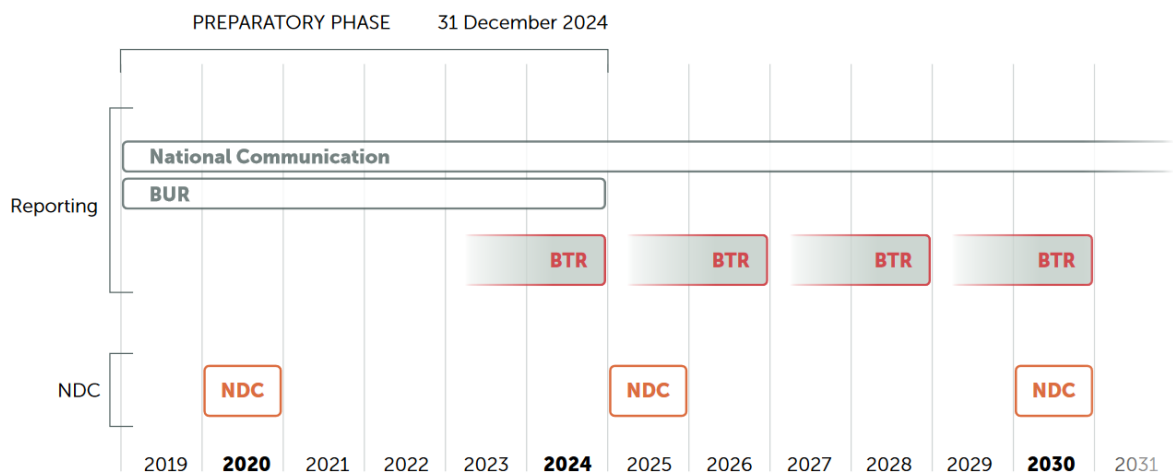 PREPARATORY PHASE 31 December 2024
National Communication
BUR
Reporting
BTR BTR BTR BTR
NDC NDC NDC NDC
2019 2020 2021 2022 2023 2024 2025 2026 2027 2028 2029 2030 2031